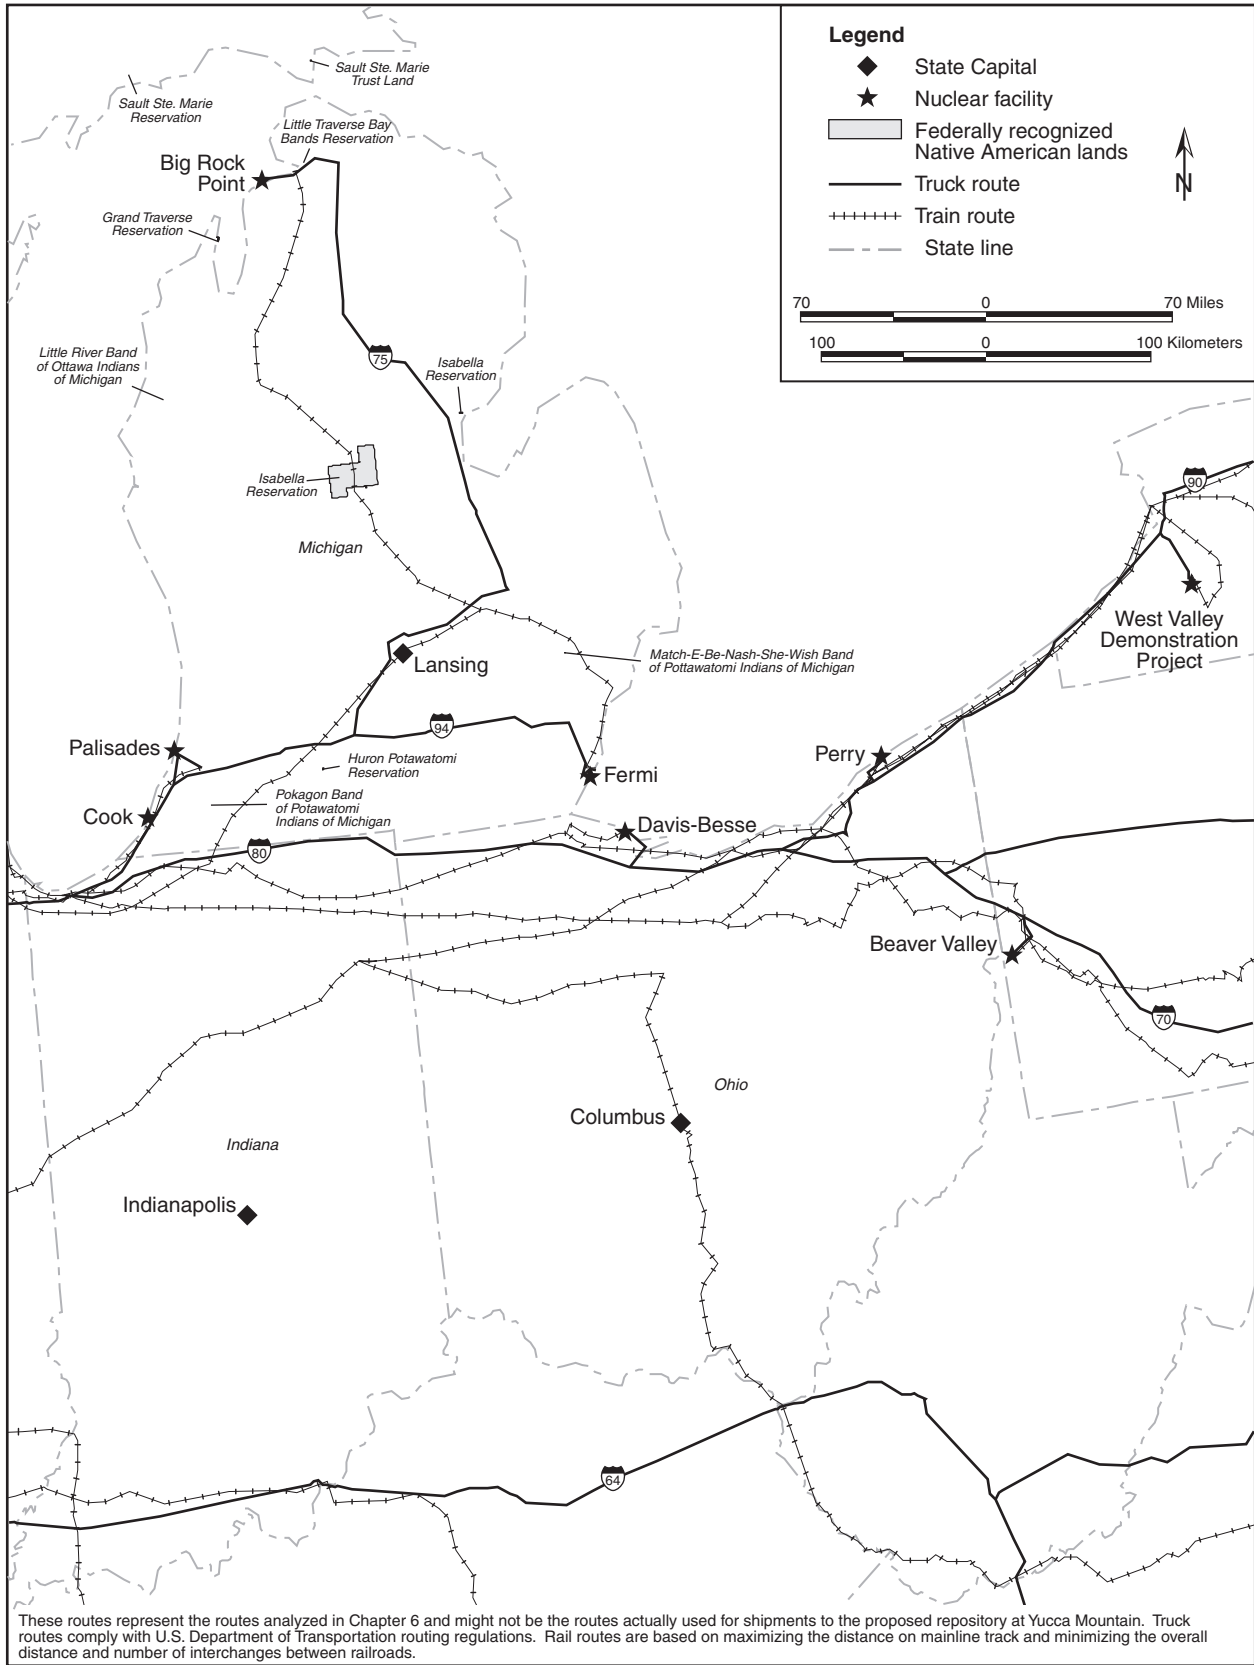 Legend
State Capital
Nuclear facility
Federally recognized
Native American lands
Truck route
Train route
State line
N
70
0
70 Miles
100
0
100 Kilometers
Sault Ste. Marie
Trust Land
Sault Ste. Marie
Reservation
Little Traverse Bay
Bands Reservation
Big Rock
Point
Grand Traverse
Reservation
Little River Band
of Ottawa Indians
of Michigan
75
Isabella
Reservation
Isabella
Reservation
Michigan
90
West Valley
Demonstration
Project
Lansing
Match-E-Be-Nash-She-Wish Band
of Pottawatomi Indians of Michigan
94
Palisades
Huron Potawatomi
Reservation
Fermi
Perry
Cook
Pokagon Band
of Potawatomi
Indians of Michigan
Davis-Besse
80
Beaver Valley
70
Ohio
Columbus
Indiana
Indianapolis
64
These routes represent the routes analyzed in Chapter 6 and might not be the routes actually used for shipments to the proposed repository at Yucca Mountain. Truck
routes comply with U.S. Department of Transportation routing regulations. Rail routes are based on maximizing the distance on mainline track and minimizing the overall
distance and number of interchanges between railroads.